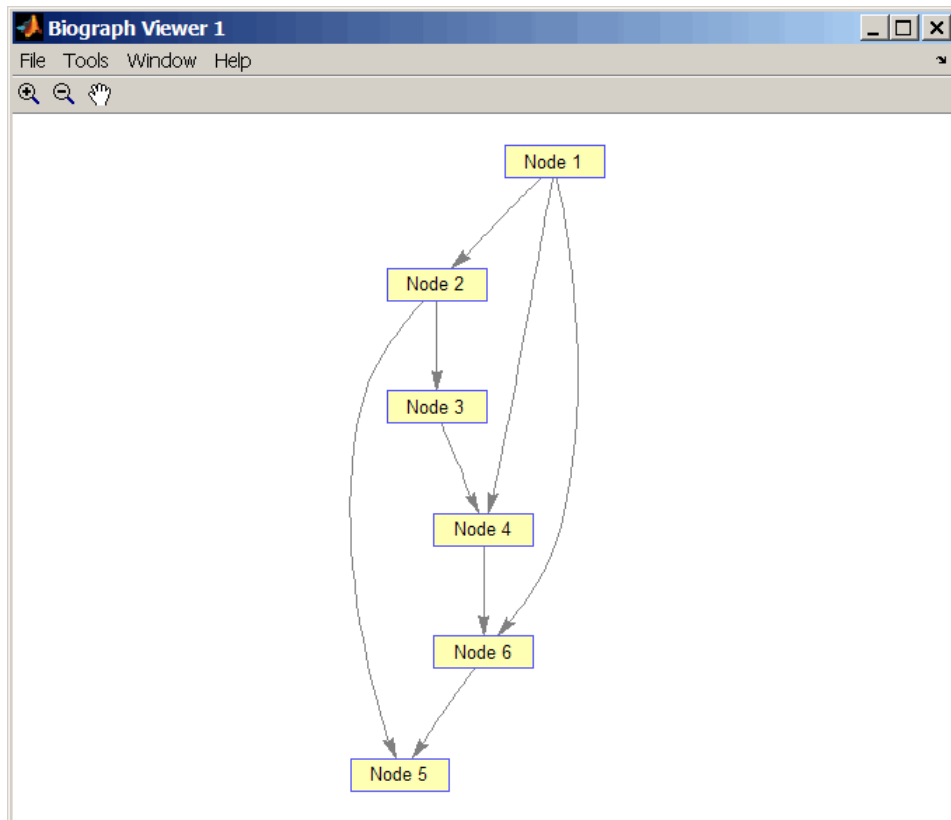 Biograph Viewer 1
File Tools Window Help
Node 1
Node 2
Node 3
Node 4
Node 6
Node 5